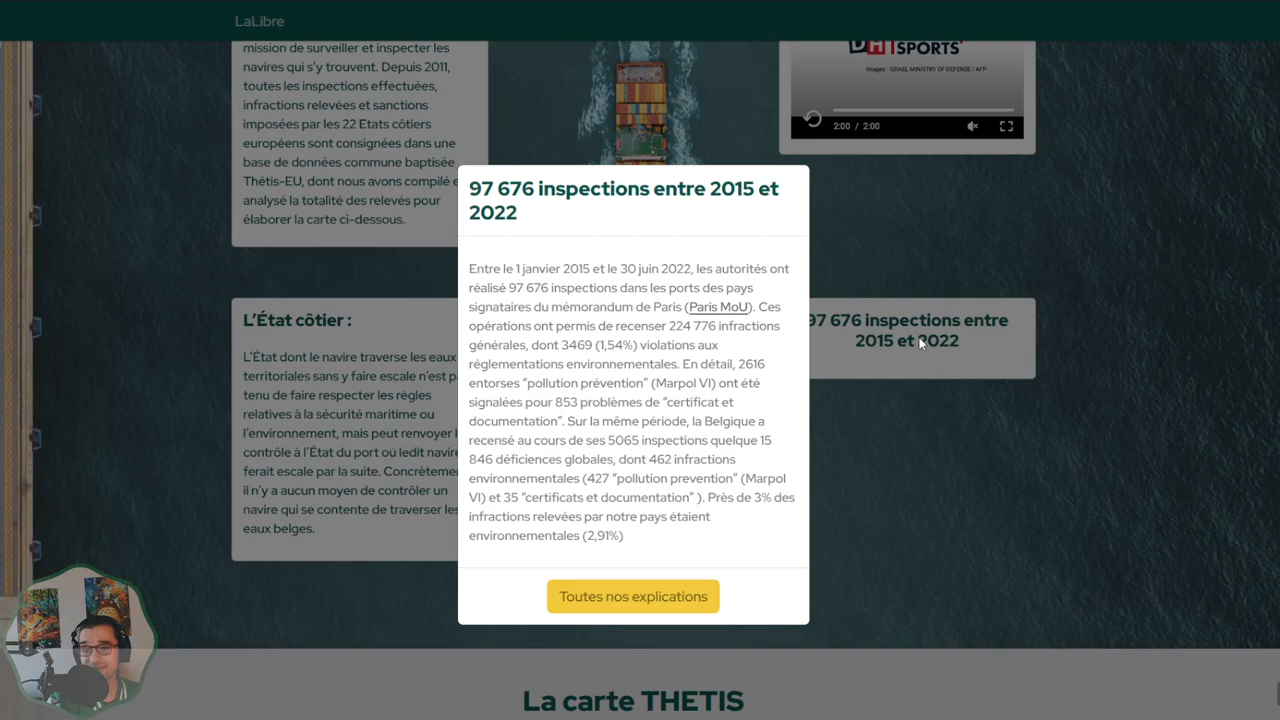 LaLibre
mission de surveiller et inspecter les
navires qui s’y trouvent. Depuis 2011,
toutes les inspections effectuées,
infractions relevées et sanctions
imposées par les 22 Etats côtiers
européens sont consignées dans une
base de données commune baptisée
Thétis-EU, dont nous avons compilé e
analysé la totalité des relevés pour
élaborer la carte ci-dessous.
SPORTS
Images : ISRAEL MINISTRY OF DEFENSE / AFP
2:00 / 2:00
97 676 inspections entre 2015 et
2022
Entre le 1 janvier 2015 et le 30 juin 2022, les autorités ont
réalisé 97 676 inspections dans les ports des pays
signataires du mémorandum de Paris (Paris MoU). Ces
opérations ont permis de recenser 224 776 infractions
générales, dont 3469 (1,54%) violations aux
réglementations environnementales. En détail, 2616
entorses “pollution prévention” (Marpol VI) ont été
signalées pour 853 problèmes de “certificat et
documentation”. Sur la même période, la Belgique a
recensé au cours de ses 5065 inspections quelque 15
846 déficiences globales, dont 462 infractions
environnementales (427 “pollution prevention” (Marpol
VI) et 35 “certificats et documentation” ). Près de 3% des
infractions relevées par notre pays étaient
environnementales (2,91%)
Toutes nos explications
L’État côtier :
L’État dont le navire traverse les eaux
territoriales sans y faire escale n’est p
tenu de faire respecter les règles
relatives à la sécurité maritime ou
l’environnement, mais peut renvoyer l
contrôle à l’État du port où ledit navire
ferait escale par la suite. Concrèteme
il n’y a aucun moyen de contrôler un
navire qui se contente de traverser les
eaux belges.
97 676 inspections entre
2015 et 2022
La carte THETIS